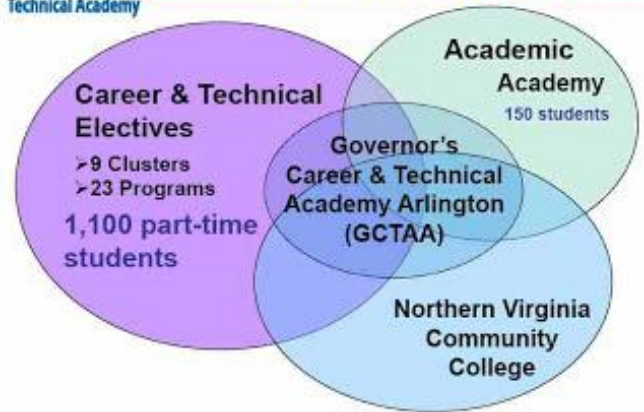 Technical Academy
Career & Technical
Electives
➢9 Clusters
➢23 Programs
1,100 part-time
students
Academic
Academy
150 students
Governor's
Career & Technical
Academy Arlington
(GCTAA)
Northern Virginia
Community
College